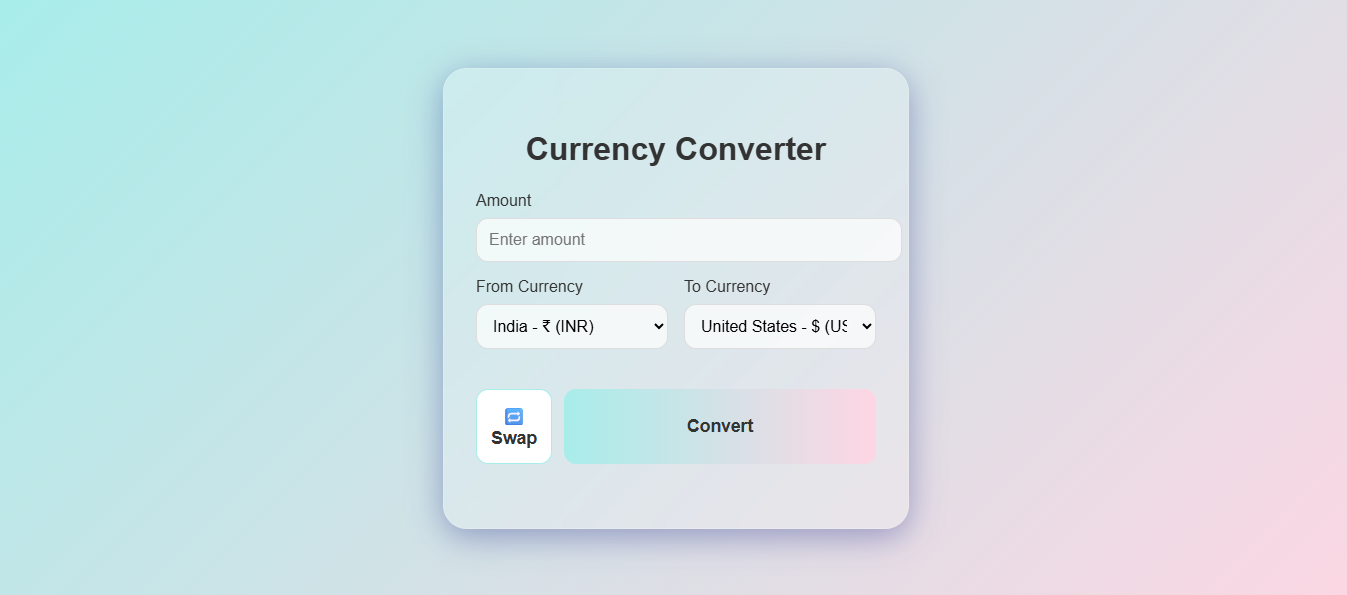 Currency Converter
Amount
Enter amount
From Currency To Currency
India - ₹ (INR) United States - $ (US
🔁
Swap
Convert